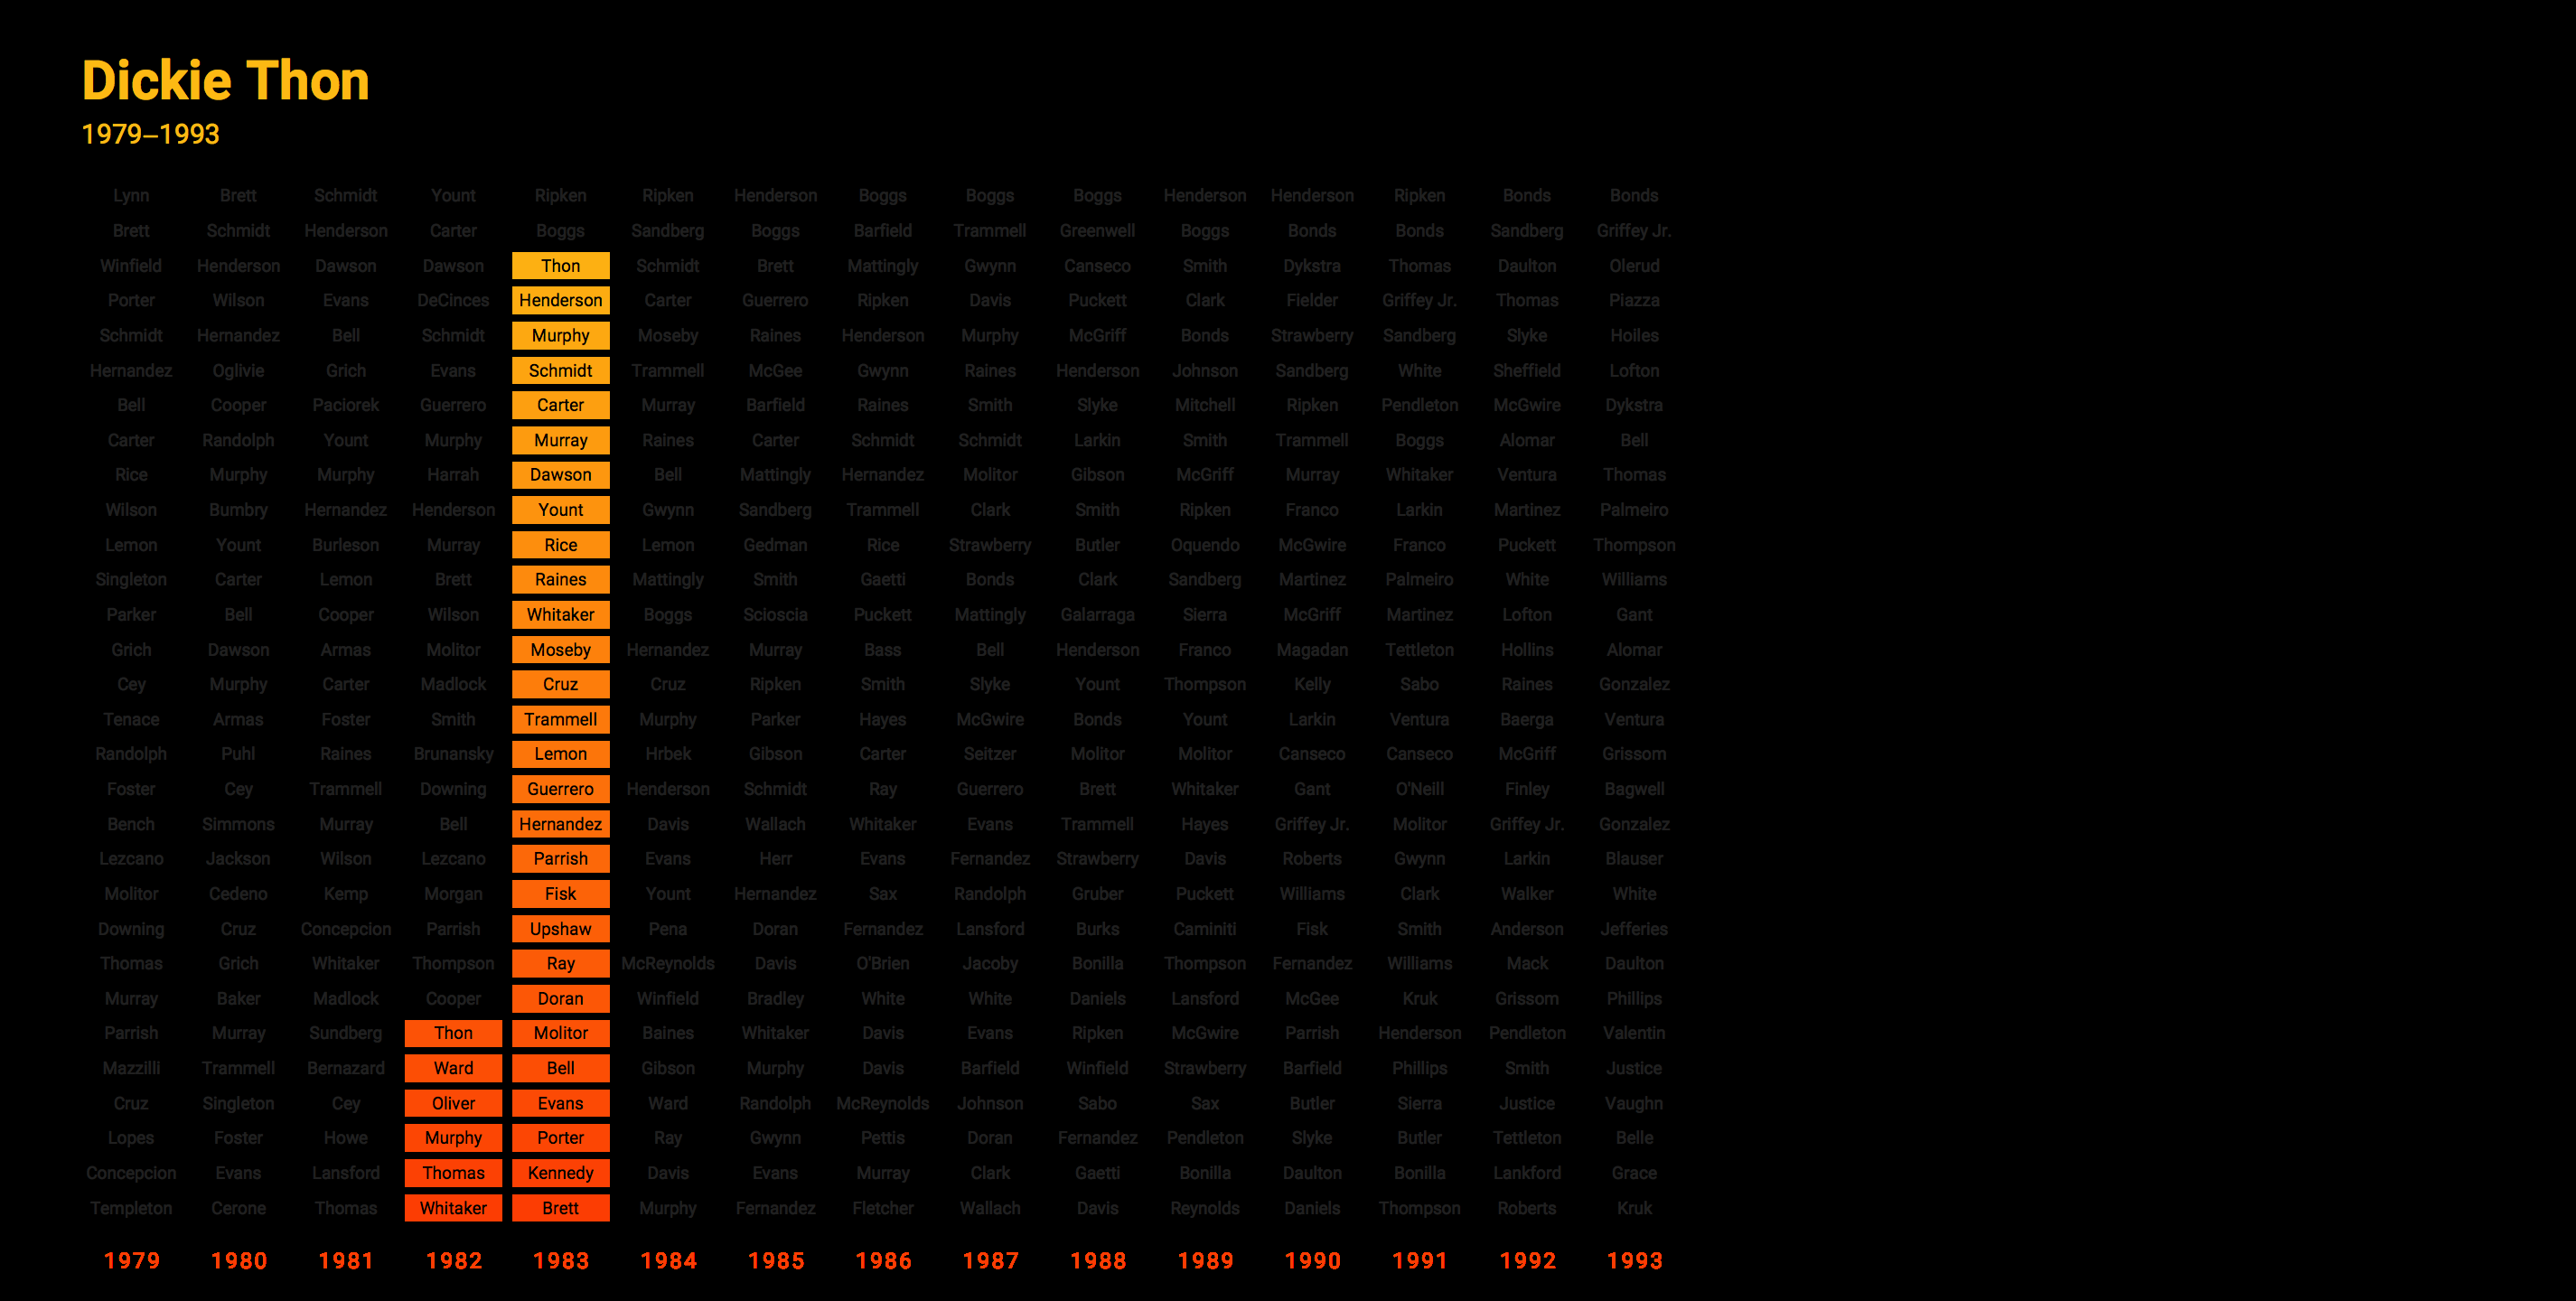 Dickie Thon
1979–1993
Lynn Brett Schmidt Yount Ripken Ripken Henderson Boggs Boggs Boggs Henderson Henderson Ripken Bonds Bonds
Brett Schmidt Henderson Carter Boggs Sandberg Boggs Barfield Trammell Greenwell Boggs Bonds Bonds Sandberg Griffey Jr.
Winfield Henderson Dawson Dawson Thon Schmidt Brett Mattingly Gwynn Canseco Smith Dykstra Thomas Daulton Olerud
Porter Wilson Evans DeCinces Henderson Carter Guerrero Ripken Davis Puckett Clark Fielder Griffey Jr. Thomas Piazza
Schmidt Hernandez Bell Schmidt Murphy Moseby Raines Henderson Murphy McGriff Bonds Strawberry Sandberg Slyke Hoiles
Hernandez Oglivie Grich Evans Schmidt Trammell McGee Gwynn Raines Henderson Johnson Sandberg White Sheffield Lofton
Bell Cooper Paciorek Guerrero Carter Murray Barfield Raines Smith Slyke Mitchell Ripken Pendleton McGwire Dykstra
Carter Randolph Yount Murphy Murray Raines Carter Schmidt Schmidt Larkin Smith Trammell Boggs Alomar Bell
Rice Murphy Murphy Harrah Dawson Bell Mattingly Hernandez Molitor Gibson McGriff Murray Whitaker Ventura Thomas
Wilson Bumbry Hernandez Henderson Yount Gwynn Sandberg Trammell Clark Smith Ripken Franco Larkin Martinez Palmeiro
Lemon Yount Burleson Murray Rice Lemon Gedman Rice Strawberry Butler Oquendo McGwire Franco Puckett Thompson
Singleton Carter Lemon Brett Raines Mattingly Smith Gaetti Bonds Clark Sandberg Martinez Palmeiro White Williams
Parker Bell Cooper Wilson Whitaker Boggs Scioscia Puckett Mattingly Galarraga Sierra McGriff Martinez Lofton Gant
Grich Dawson Armas Molitor Moseby Hernandez Murray Bass Bell Henderson Franco Magadan Tettleton Hollins Alomar
Cey Murphy Carter Madlock Cruz Cruz Ripken Smith Slyke Yount Thompson Kelly Sabo Raines Gonzalez
Tenace Armas Foster Smith Trammell Murphy Parker Hayes McGwire Bonds Yount Larkin Ventura Baerga Ventura
Randolph Puhl Raines Brunansky Lemon Hrbek Gibson Carter Seitzer Molitor Molitor Canseco Canseco McGriff Grissom
Foster Cey Trammell Downing Guerrero Henderson Schmidt Ray Guerrero Brett Whitaker Gant O'Neill Finley Bagwell
Bench Simmons Murray Bell Hernandez Davis Wallach Whitaker Evans Trammell Hayes Griffey Jr. Molitor Griffey Jr. Gonzalez
Lezcano Jackson Wilson Lezcano Parrish Evans Herr Evans Fernandez Strawberry Davis Roberts Gwynn Larkin Blauser
Molitor Cedeno Kemp Morgan Fisk Yount Hernandez Sax Randolph Gruber Puckett Williams Clark Walker White
Downing Cruz Concepcion Parrish Upshaw Pena Doran Fernandez Lansford Burks Caminiti Fisk Smith Anderson Jefferies
Thomas Grich Whitaker Thompson Ray McReynolds Davis O'Brien Jacoby Bonilla Thompson Fernandez Williams Mack Daulton
Murray Baker Madlock Cooper Doran Winfield Bradley White White Daniels Lansford McGee Kruk Grissom Phillips
Parrish Murray Sundberg Thon Molitor Baines Whitaker Davis Evans Ripken McGwire Parrish Henderson Pendleton Valentin
Mazzilli Trammell Bernazard Ward Bell Gibson Murphy Davis Barfield Winfield Strawberry Barfield Phillips Smith Justice
Cruz Singleton Cey Oliver Evans Ward Randolph McReynolds Johnson Sabo Sax Butler Sierra Justice Vaughn
Lopes Foster Howe Murphy Porter Ray Gwynn Pettis Doran Fernandez Pendleton Slyke Butler Tettleton Belle
Concepcion Evans Lansford Thomas Kennedy Davis Evans Murray Clark Gaetti Bonilla Daulton Bonilla Lankford Grace
Templeton Cerone Thomas Whitaker Brett Murphy Fernandez Fletcher Wallach Davis Reynolds Daniels Thompson Roberts Kruk
1979 1980 1981 1982 1983 1984 1985 1986 1987 1988 1989 1990 1991 1992 1993